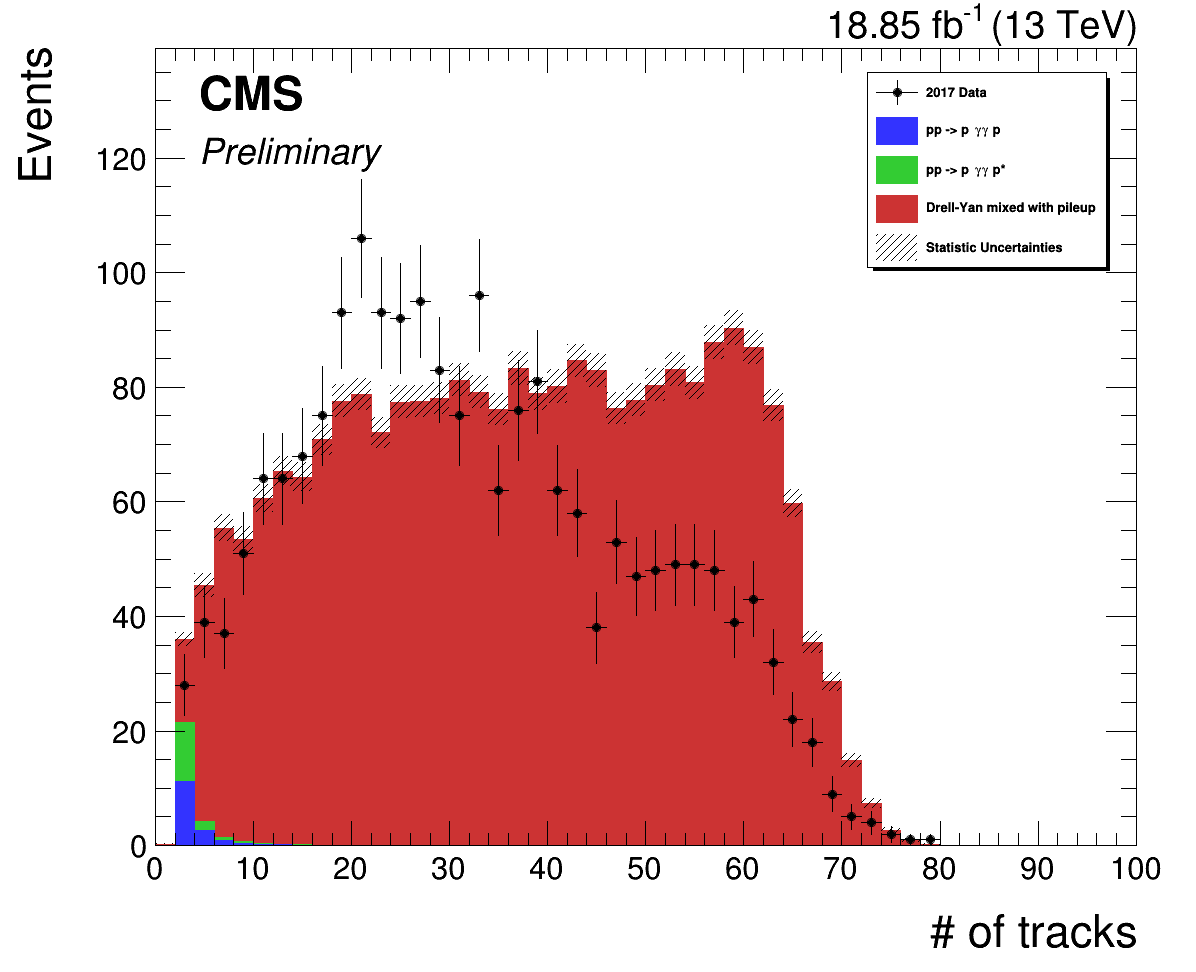 18.85 fb⁻¹ (13 TeV)
Events
CMS
Preliminary
2017 Data
pp -> p γγ p
pp -> p γγ p*
Drell-Yan mixed with pileup
Statistic Uncertainties
120
100
80
60
40
20
0
0 10 20 30 40 50 60 70 80 90 100
# of tracks